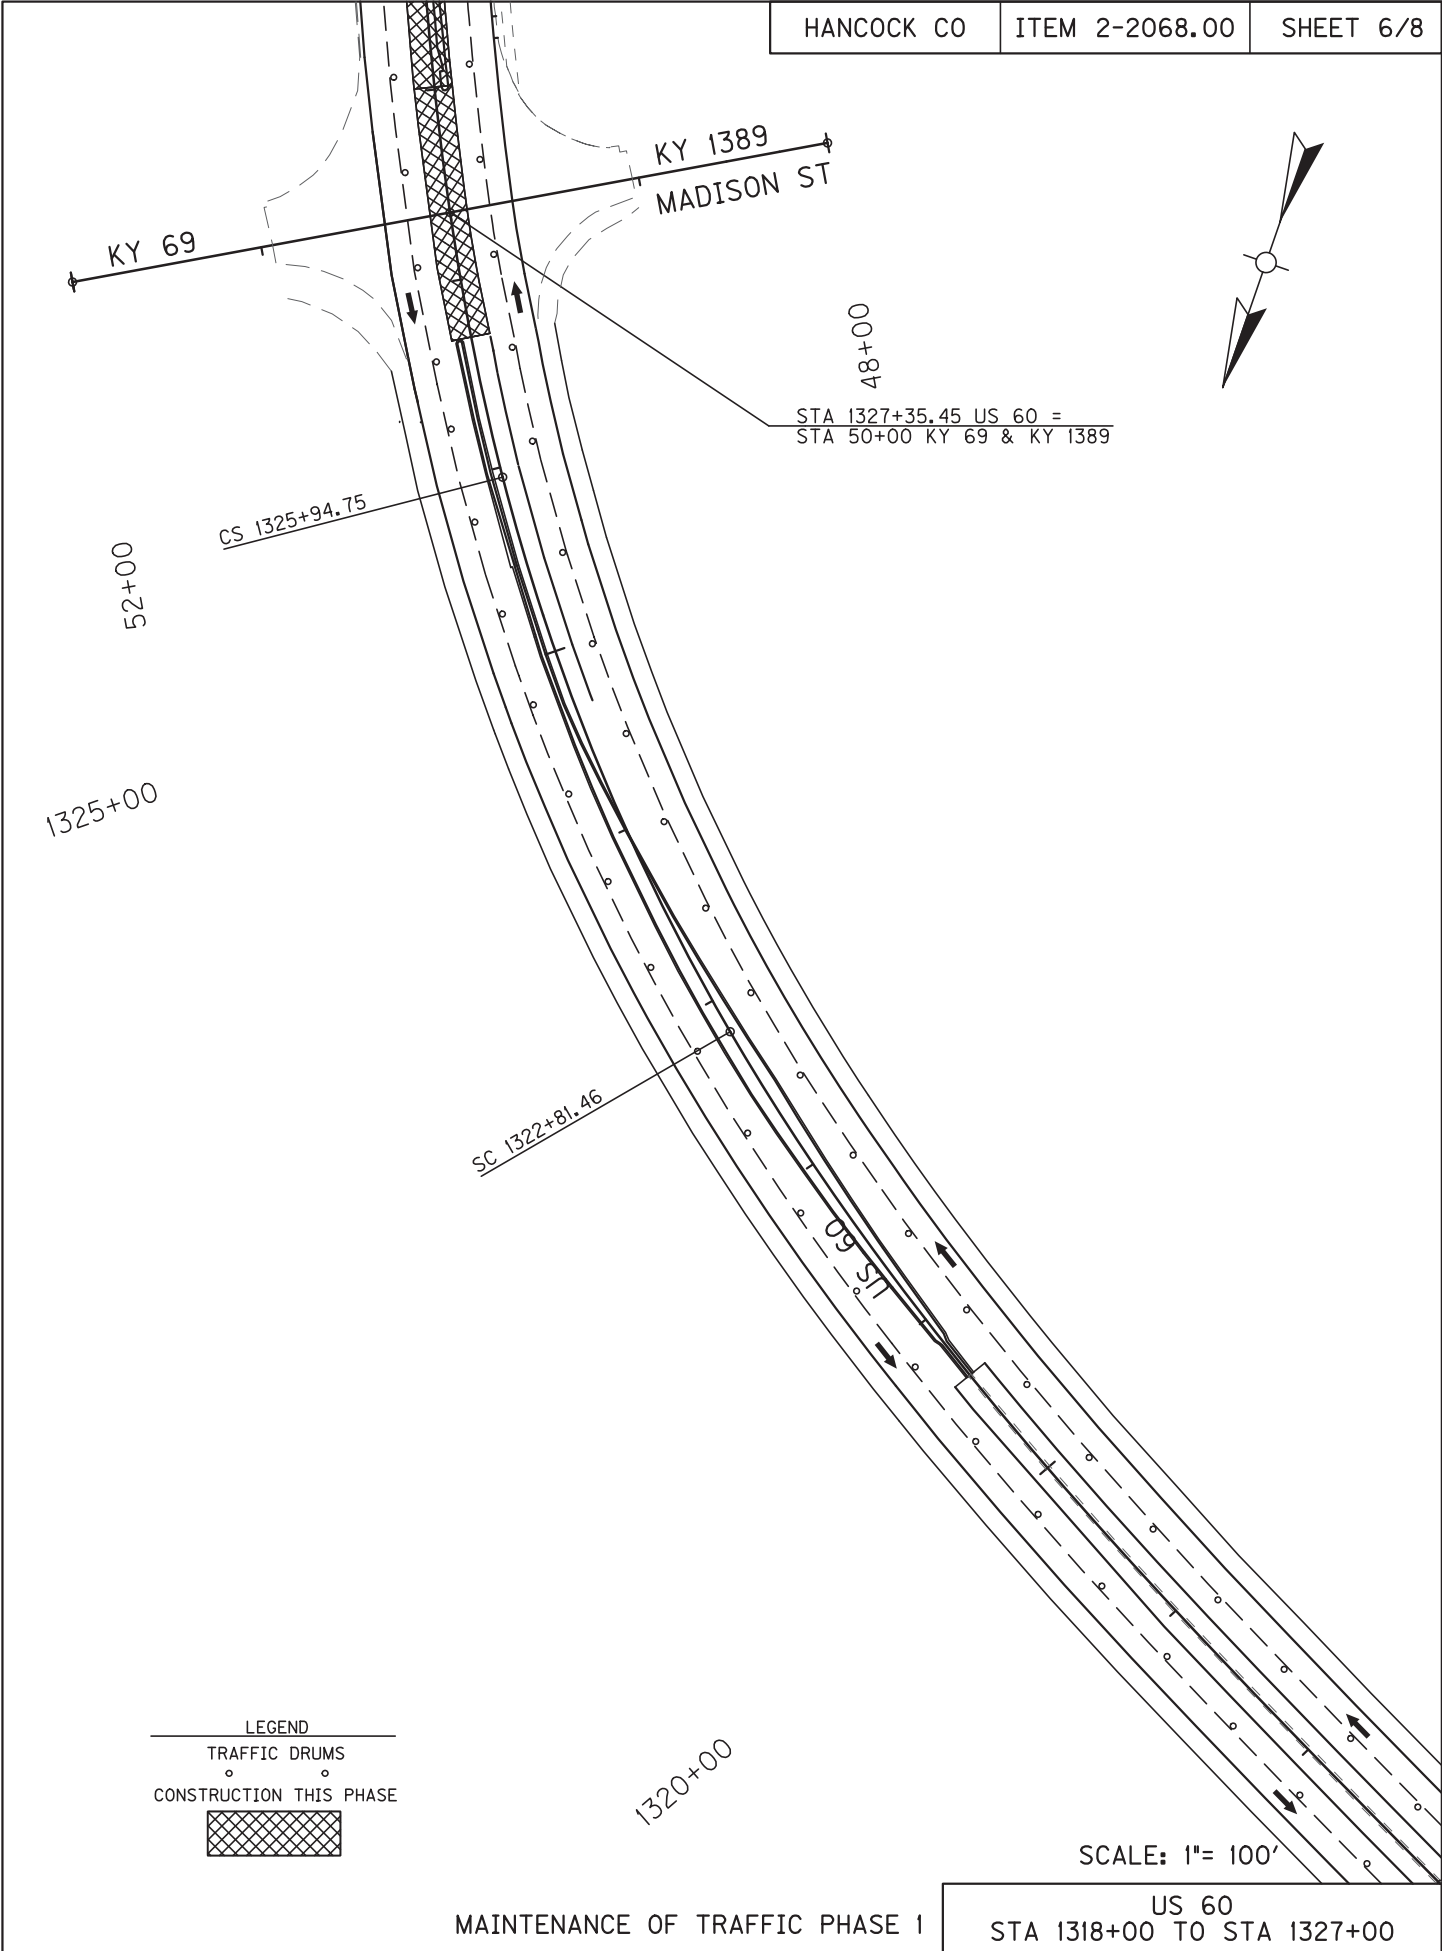 HANCOCK CO
ITEM 2-2068.00
SHEET 6/8
KY 1389
MADISON ST
KY 69
48+00
STA 1327+35.45 US 60 =
STA 50+00 KY 69 & KY 1389
CS 1325+94.75
52+00
1325+00
SC 1322+81.46
US 60
LEGEND
TRAFFIC DRUMS
CONSTRUCTION THIS PHASE
1320+00
SCALE: 1"= 100'
MAINTENANCE OF TRAFFIC PHASE 1
US 60
STA 1318+00 TO STA 1327+00